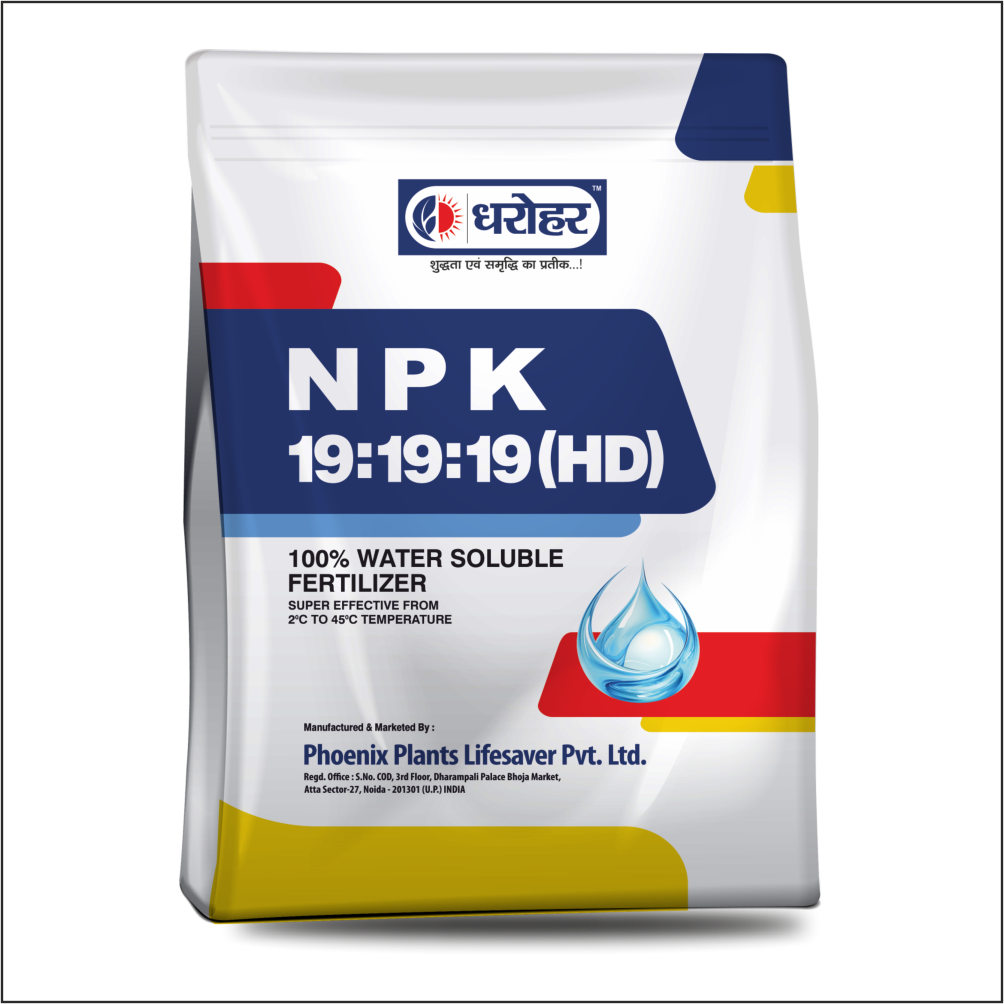 धरोहर TM
शुद्धता एवं समृद्धि का प्रतीक...!
NPK
19:19:19(HD)
100% WATER SOLUBLE
FERTILIZER
SUPER EFFECTIVE FROM
2ºC TO 45ºC TEMPERATURE
Manufactured & Marketed By :
Phoenix Plants Lifesaver Pvt. Ltd.
Regd. Office : S.No. COD, 3rd Floor, Dharampali Palace Bhoja Market,
Atta Sector-27, Noida - 201301 (U.P.) INDIA